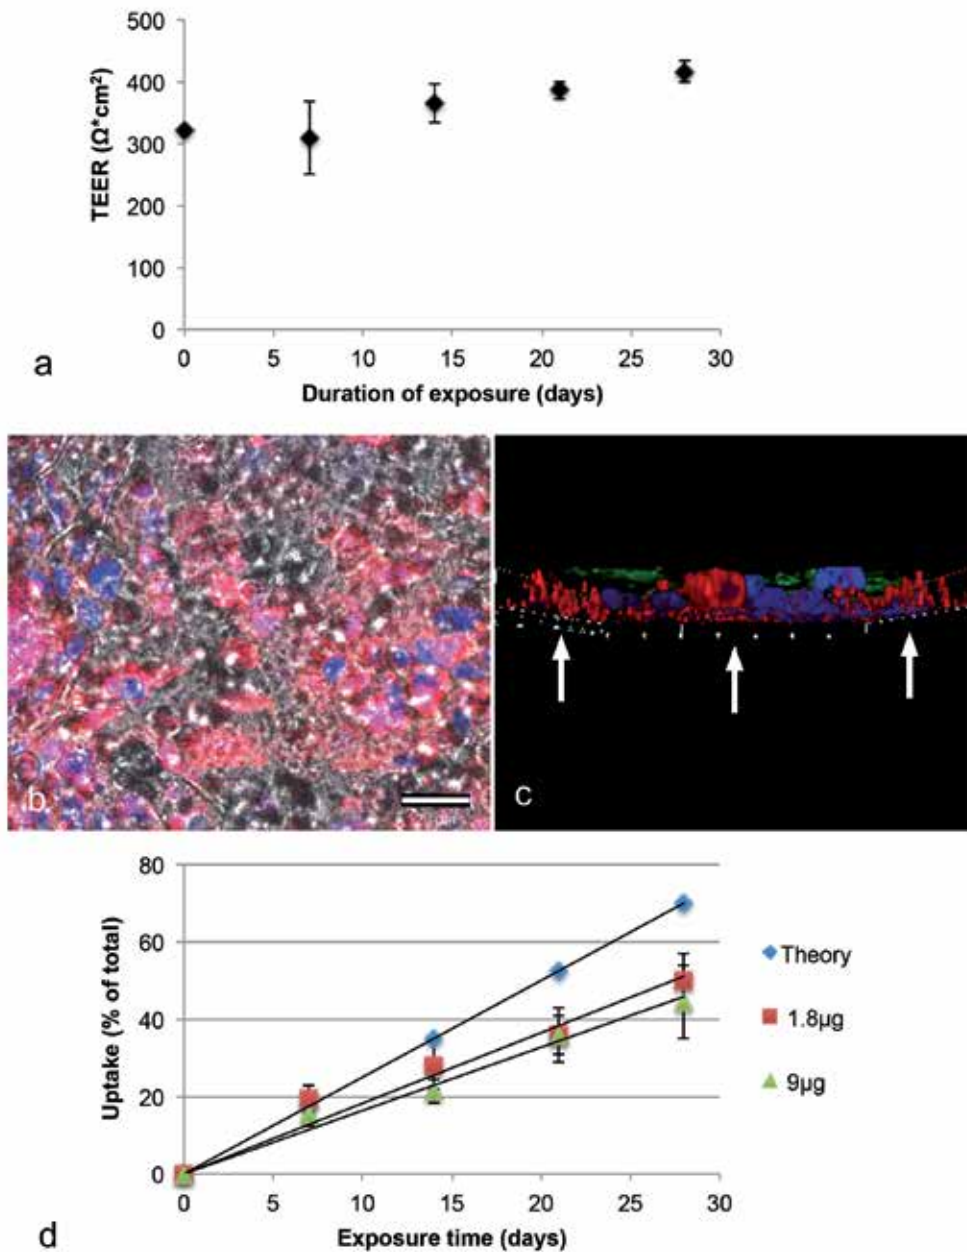 500
400
300
200
100
0
TEER (Ω*cm²)
0 5 10 15 20 25 30
Duration of exposure (days)
a
b
c
80
60
40
20
0
Uptake (% of total)
0 5 10 15 20 25 30
Exposure time (days)
Theory
1.8µg
9µg
d